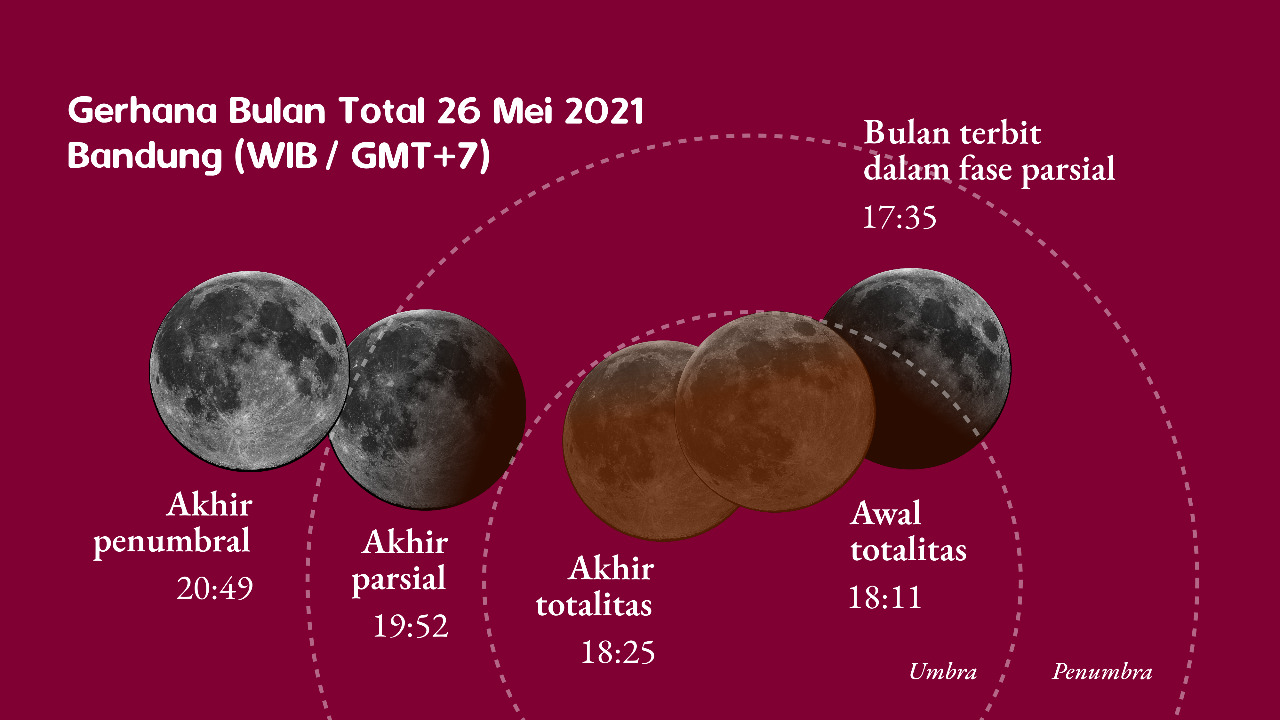 Gerhana Bulan Total 26 Mei 2021
Bandung (WIB / GMT+7)
Bulan terbit
dalam fase parsial
17:35
Awal
totalitas
18:11
Akhir
totalitas
18:25
Akhir
parsial
19:52
Akhir
penumbral
20:49
Umbra
Penumbra